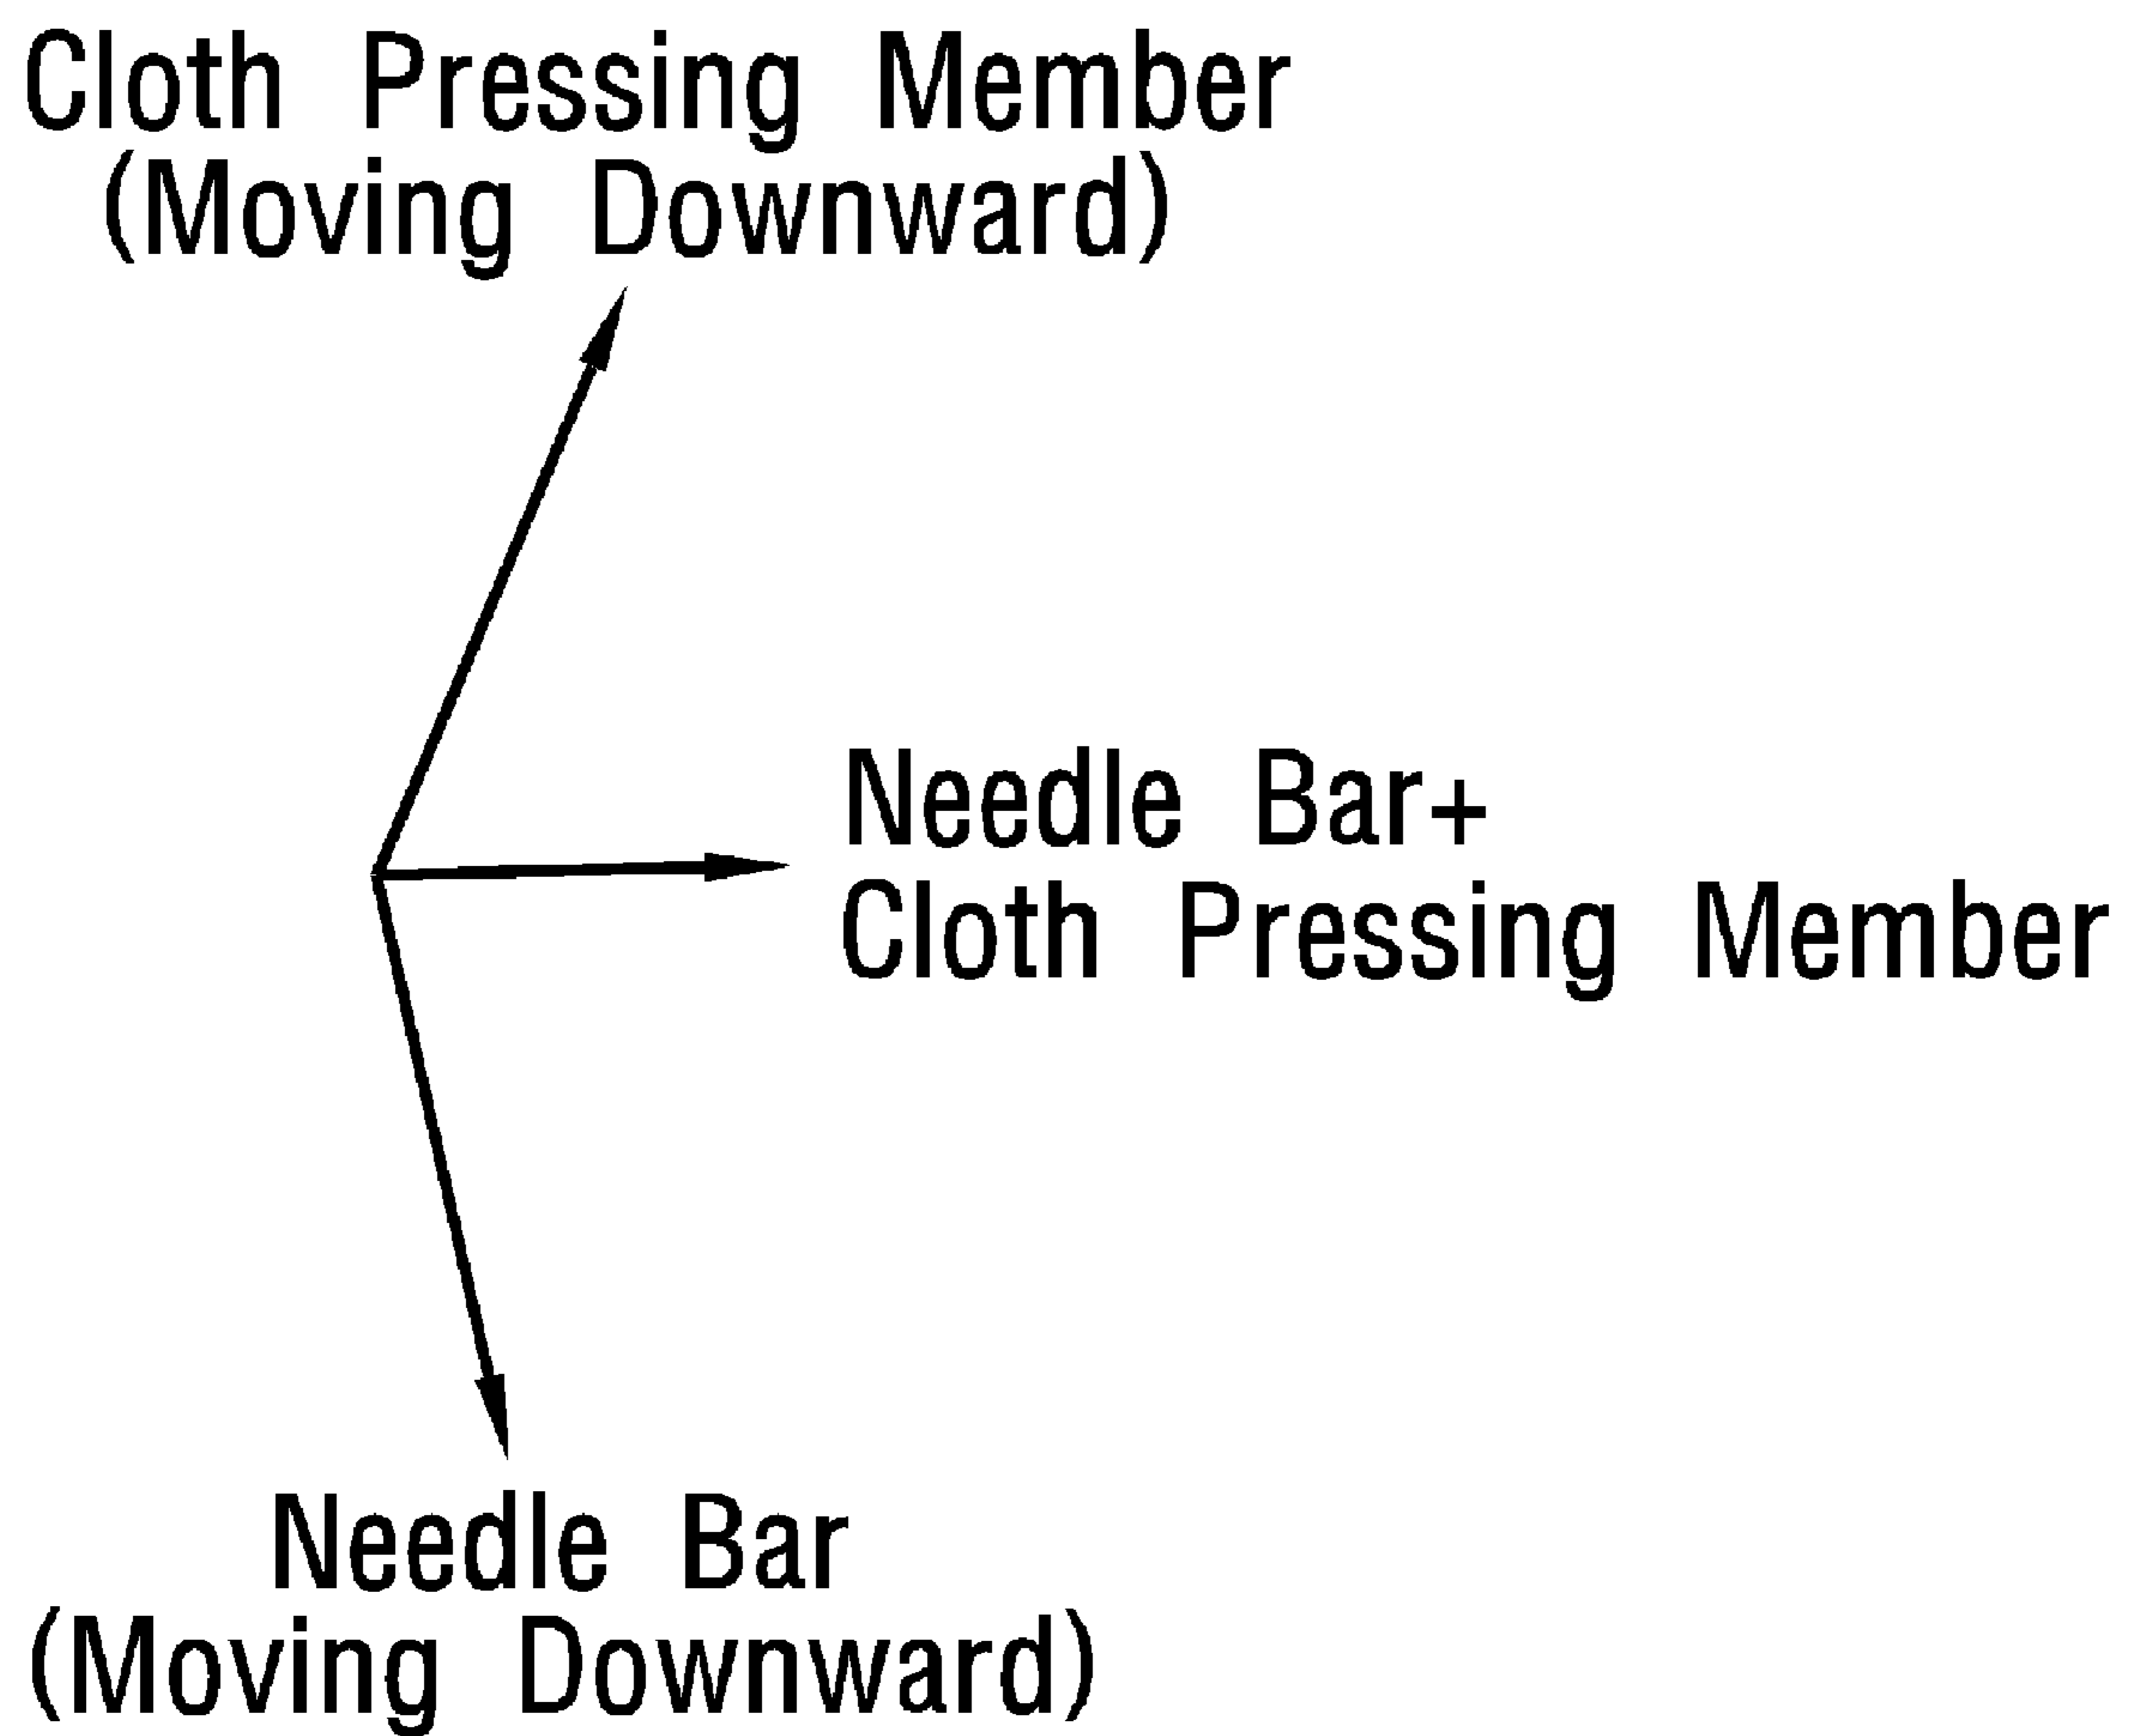 Cloth Pressing Member
(Moving Downward)
Needle Bar+
Cloth Pressing Member
Needle Bar
(Moving Downward)